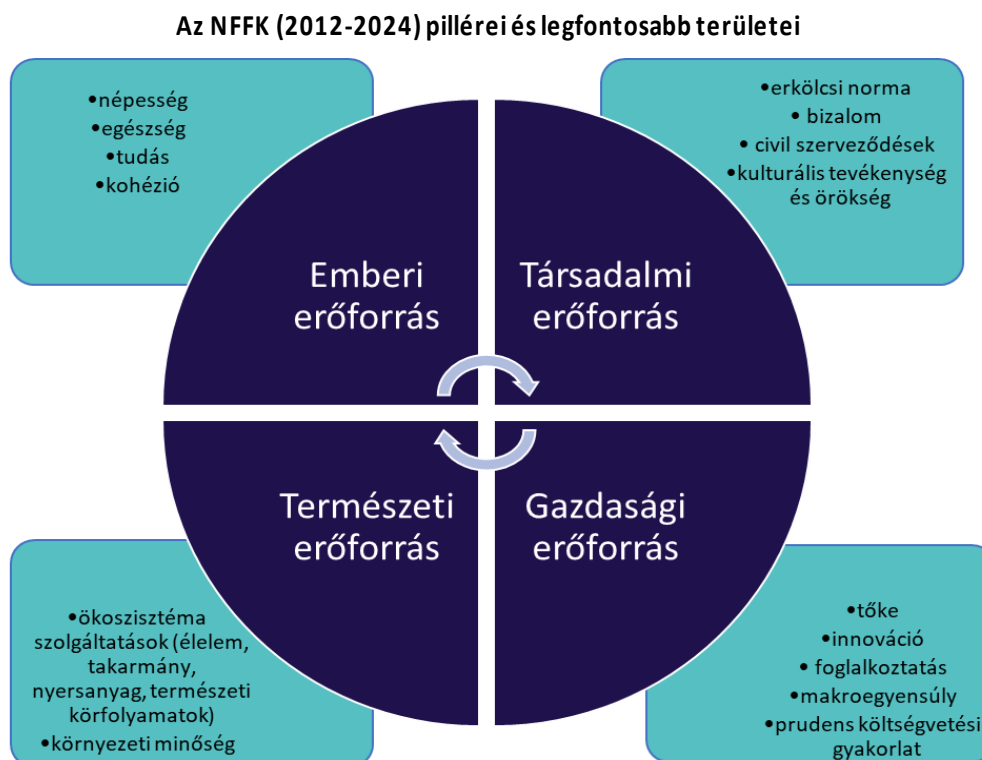 Az NFFK (2012-2024) pillérei és legfontosabb területei
•népesség
•egészség
•tudás
•kohézió
•erkölcsi norma
• bizalom
• civil szerveződések
•kulturális tevékenység
és örökség
Emberi
erőforrás
Társadalmi
erőforrás
Természeti
erőforrás
Gazdasági
erőforrás
•ökoszisztéma
szolgáltatások (élelem,
takarmány,
nyersanyag, természeti
körfolyamatok)
•környezeti minőség
•tőke
•innováció
• foglalkoztatás
•makroegyensúly
•prudens költségvetési
gyakorlat